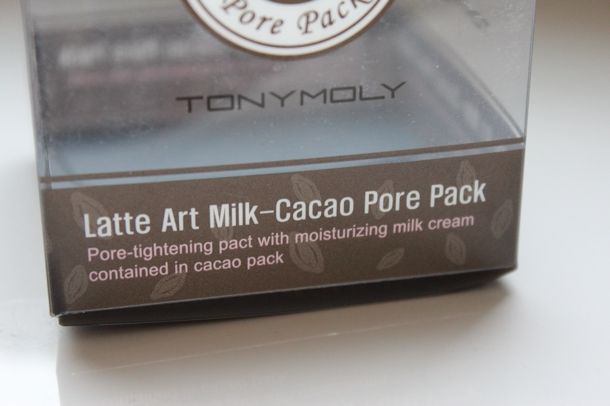 Pore Pack
TONYMOLY
Latte Art Milk-Cacao Pore Pack
Pore-tightening pact with moisturizing milk cream
contained in cacao pack